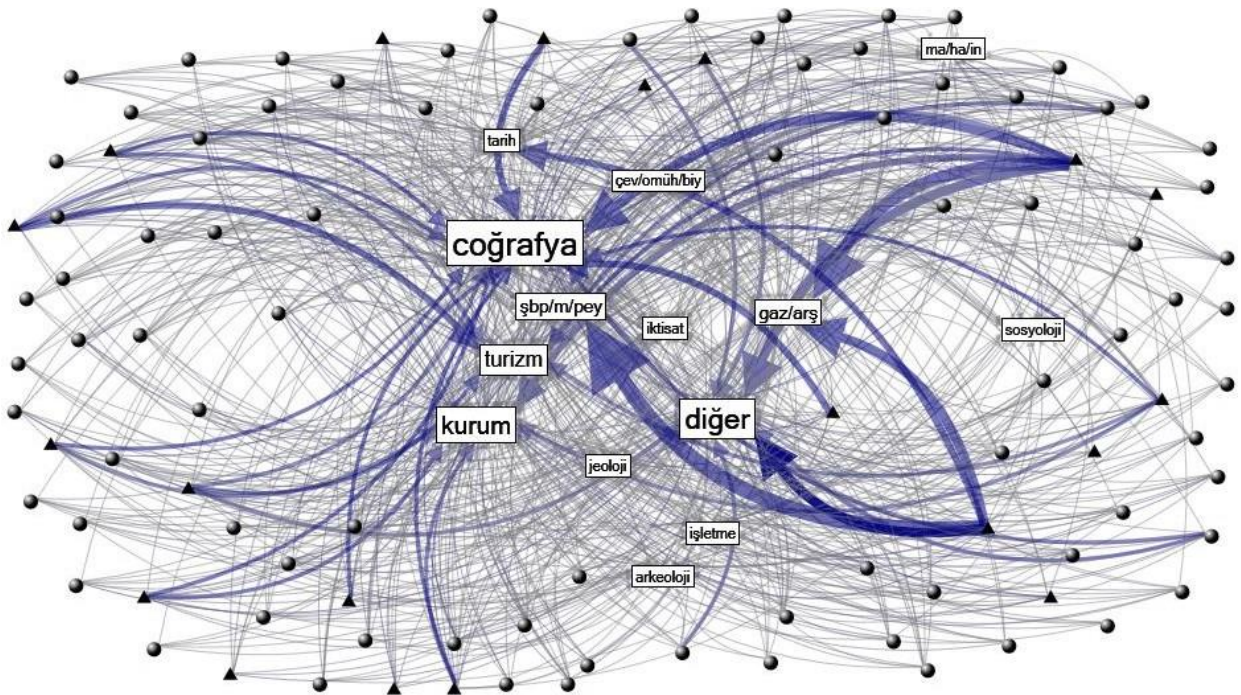 ma/ha/in
tarih
çev/omüh/biy
coğrafya
şbp/m/pey
gaz/arş
iktisat
sosyoloji
turizm
kurum
diğer
jeoloji
işletme
arkeoloji